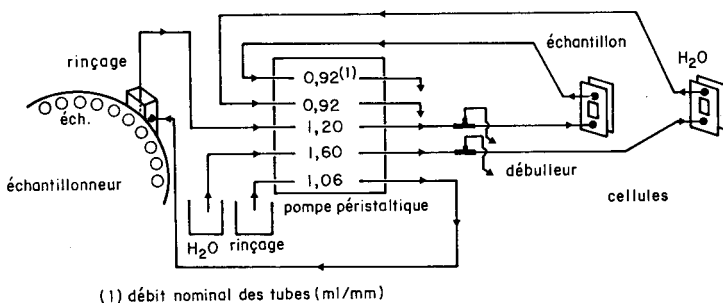 rinçage
échantillon
H₂O
0,92(1)
0,92
1,20
1,60
1,06
éch.
échantillonneur
débulleur
cellules
pompe péristaltique
H₂O
rinçage
(1) débit nominal des tubes (ml/mm)